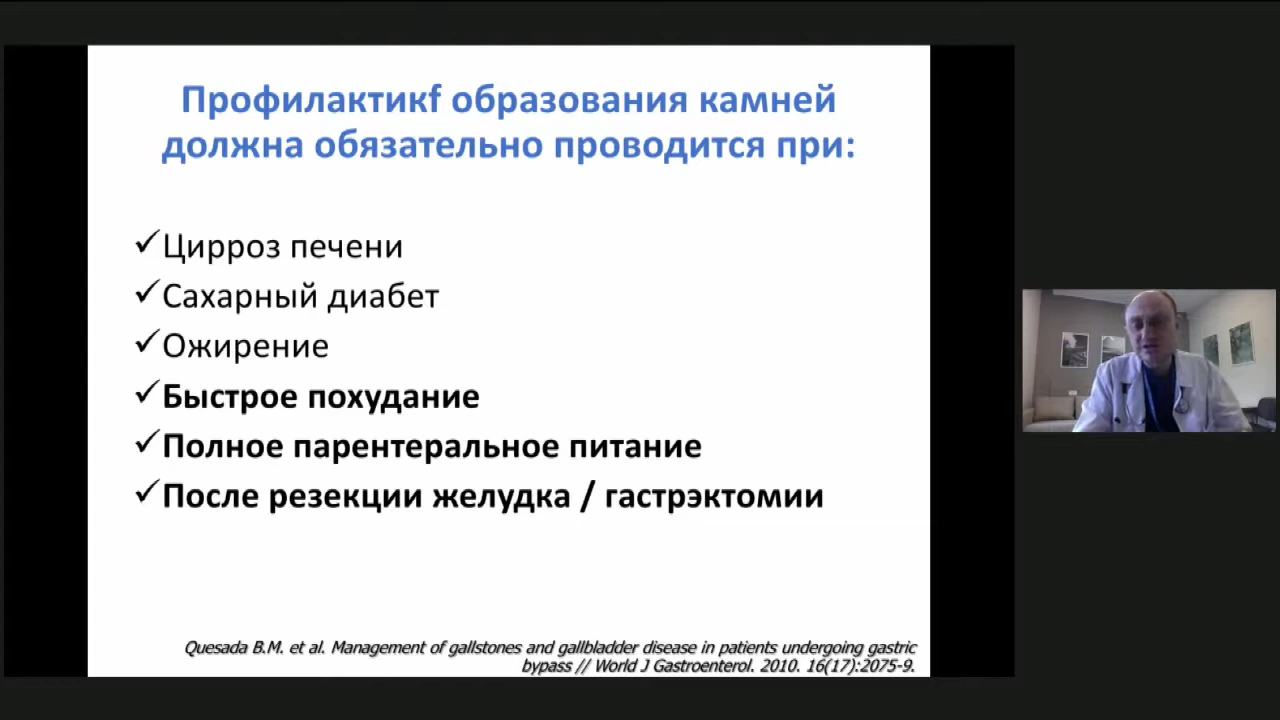 Профилактикf образования камней
должна обязательно проводится при:
✓Цирроз печени
✓Сахарный диабет
✓Ожирение
✓Быстрое похудание
✓Полное парентеральное питание
✓После резекции желудка / гастрэктомии
Quesada B.M. et al. Management of gallstones and gallbladder disease in patients undergoing gastric
bypass // World J Gastroenterol. 2010. 16(17):2075-9.